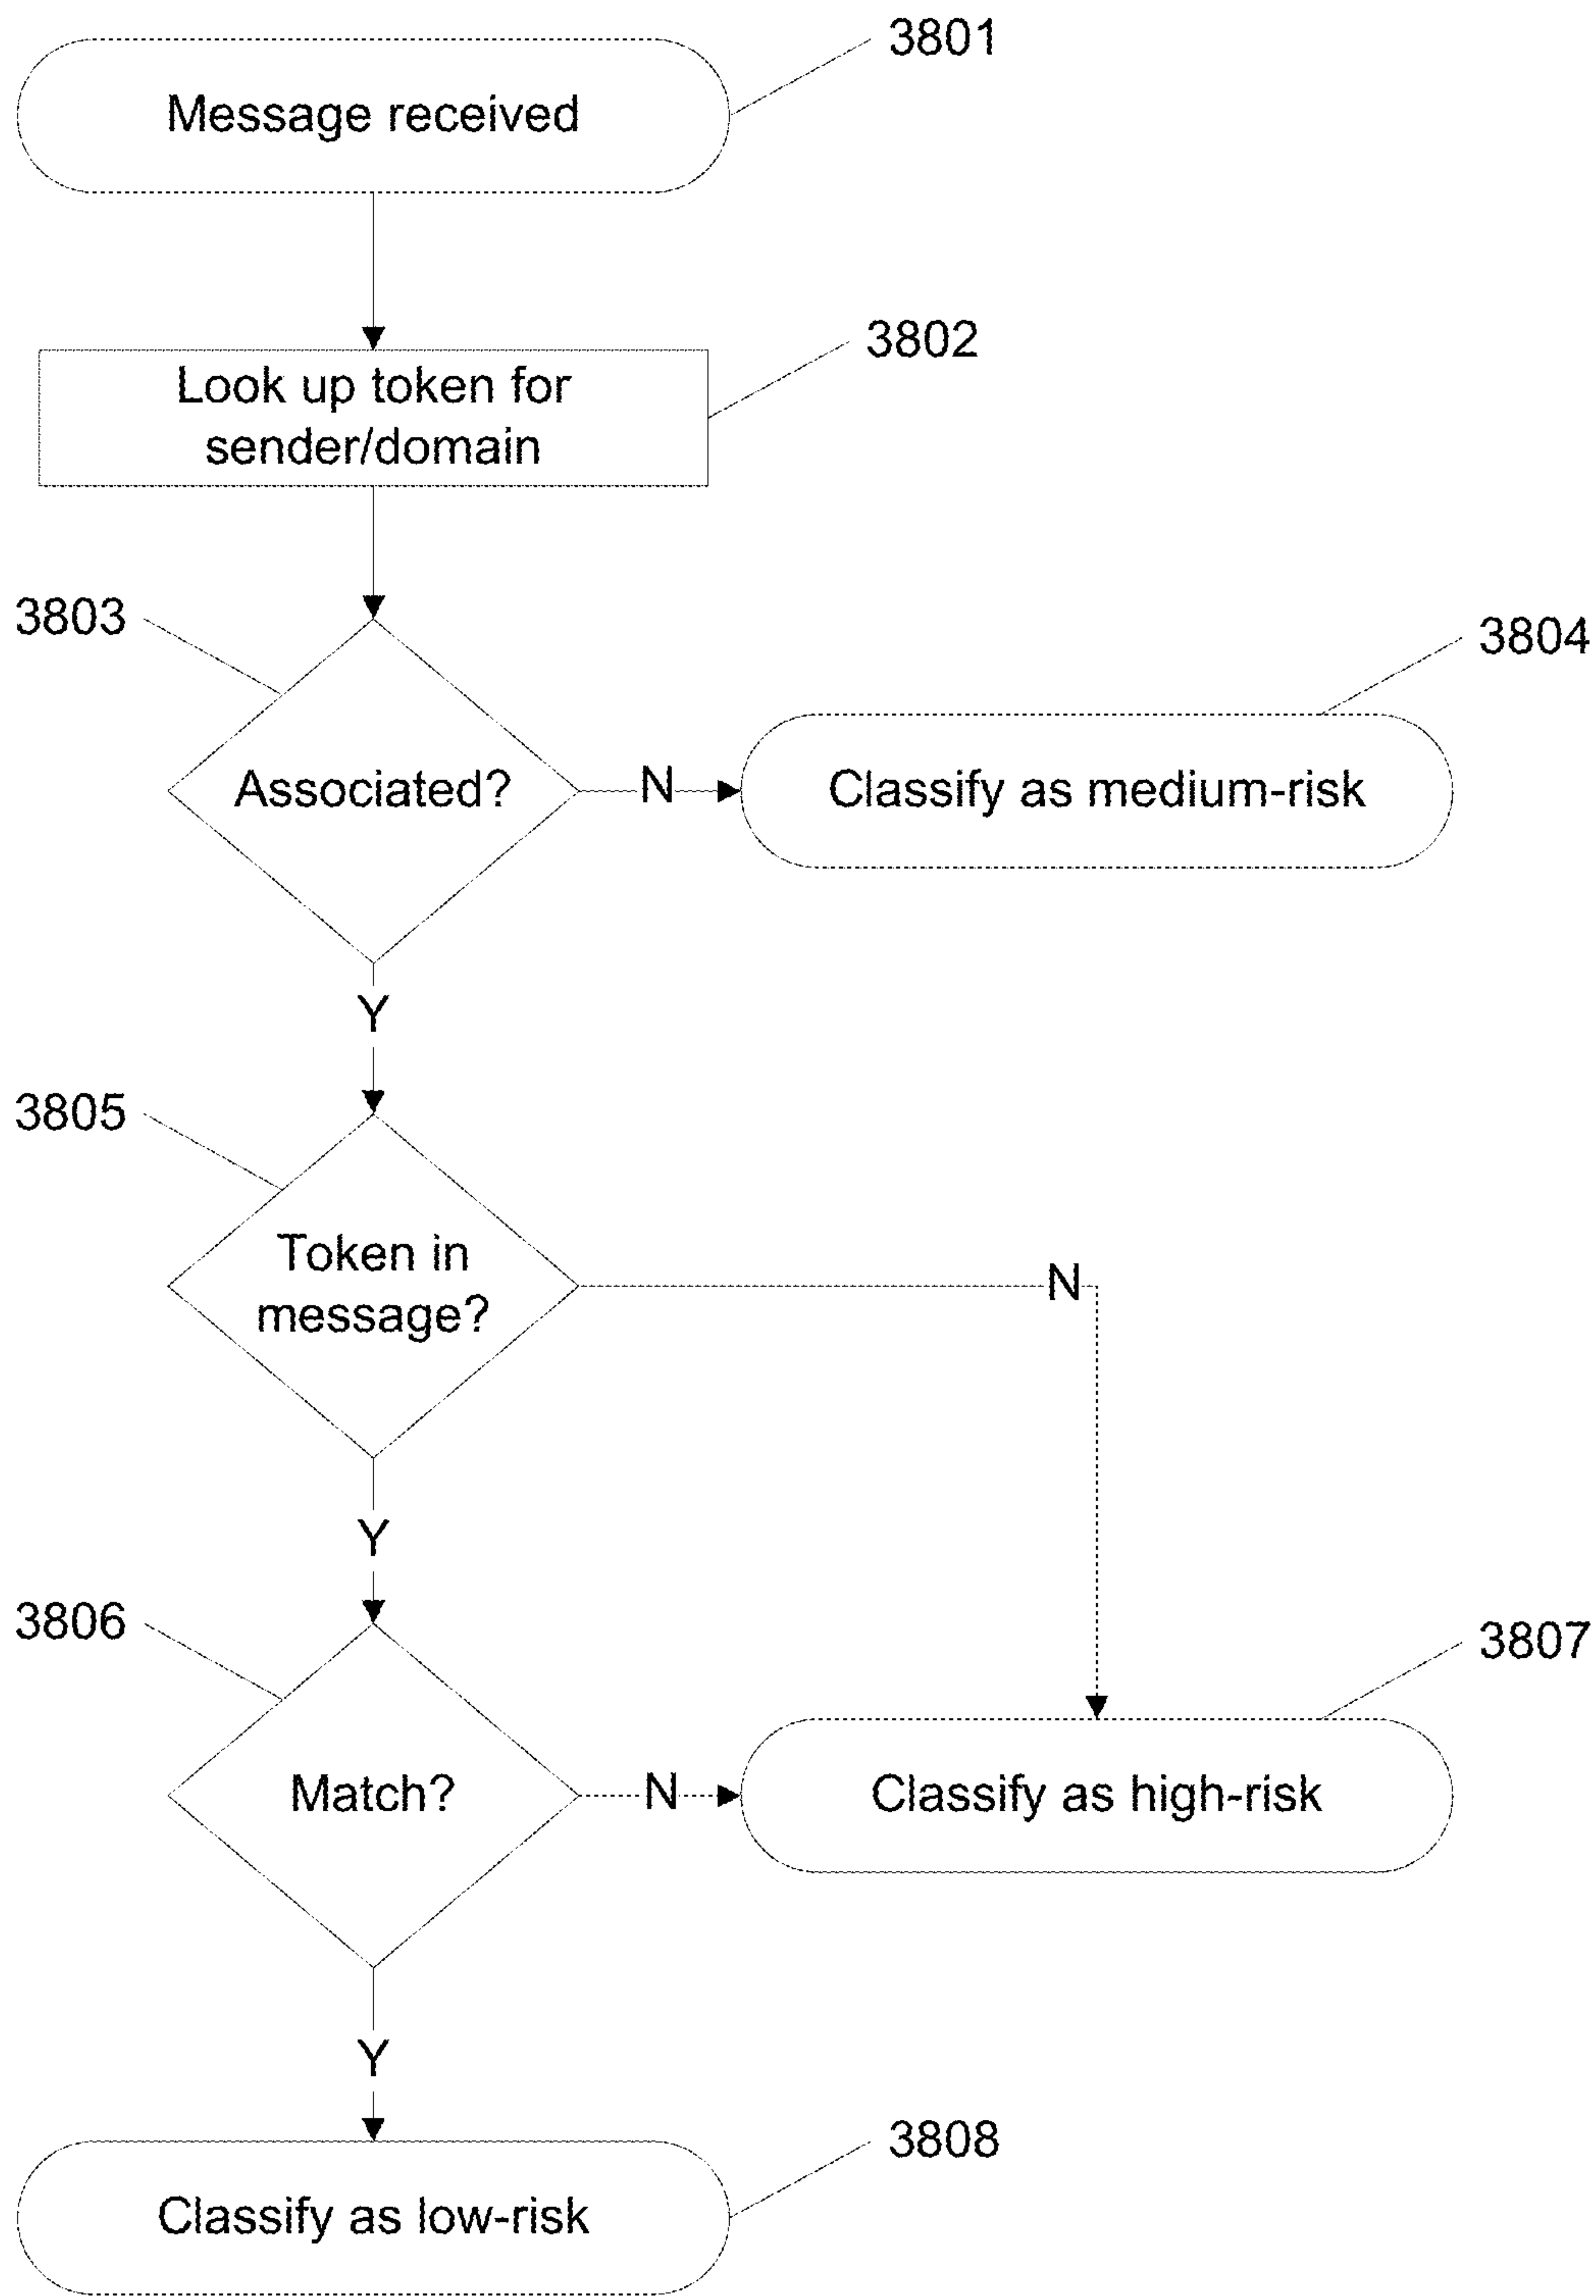 3801
Message received
3802
Look up token for
sender/domain
3803
3804
Associated?
N
Classify as medium-risk
Y
3805
Token in
message?
N
Y
3806
3807
Match?
N
Classify as high-risk
Y
3808
Classify as low-risk